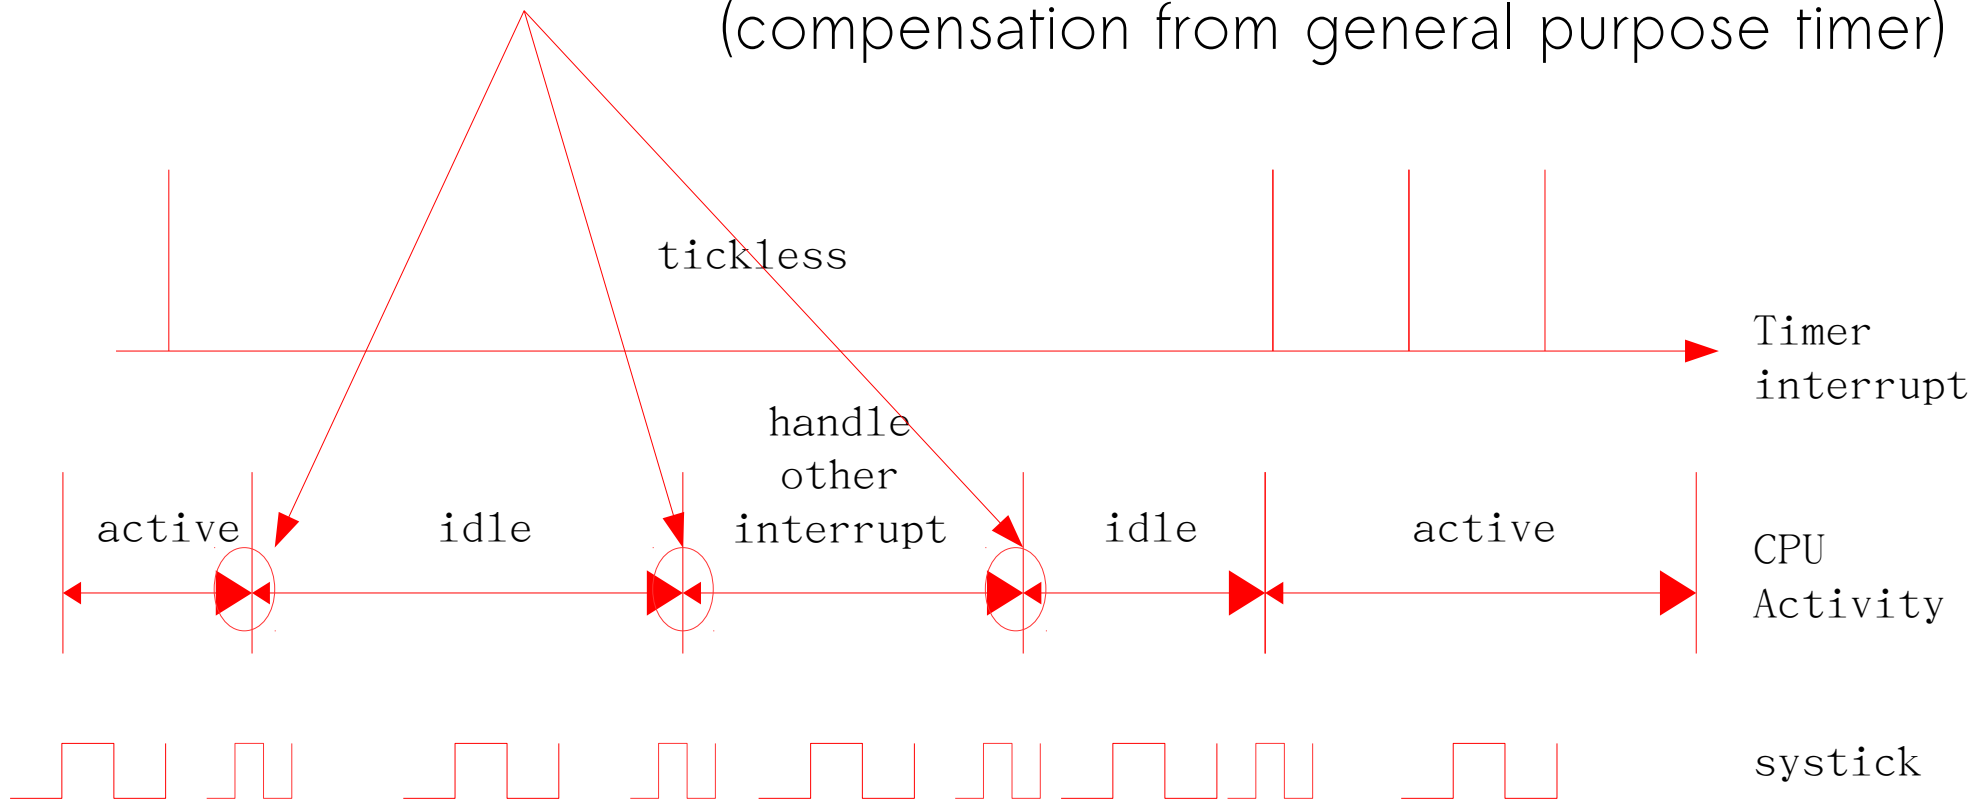 (compensation from general purpose timer)
tickless
Timer
interrupt
handle
other
interrupt
active
idle
idle
active
CPU
Activity
systick